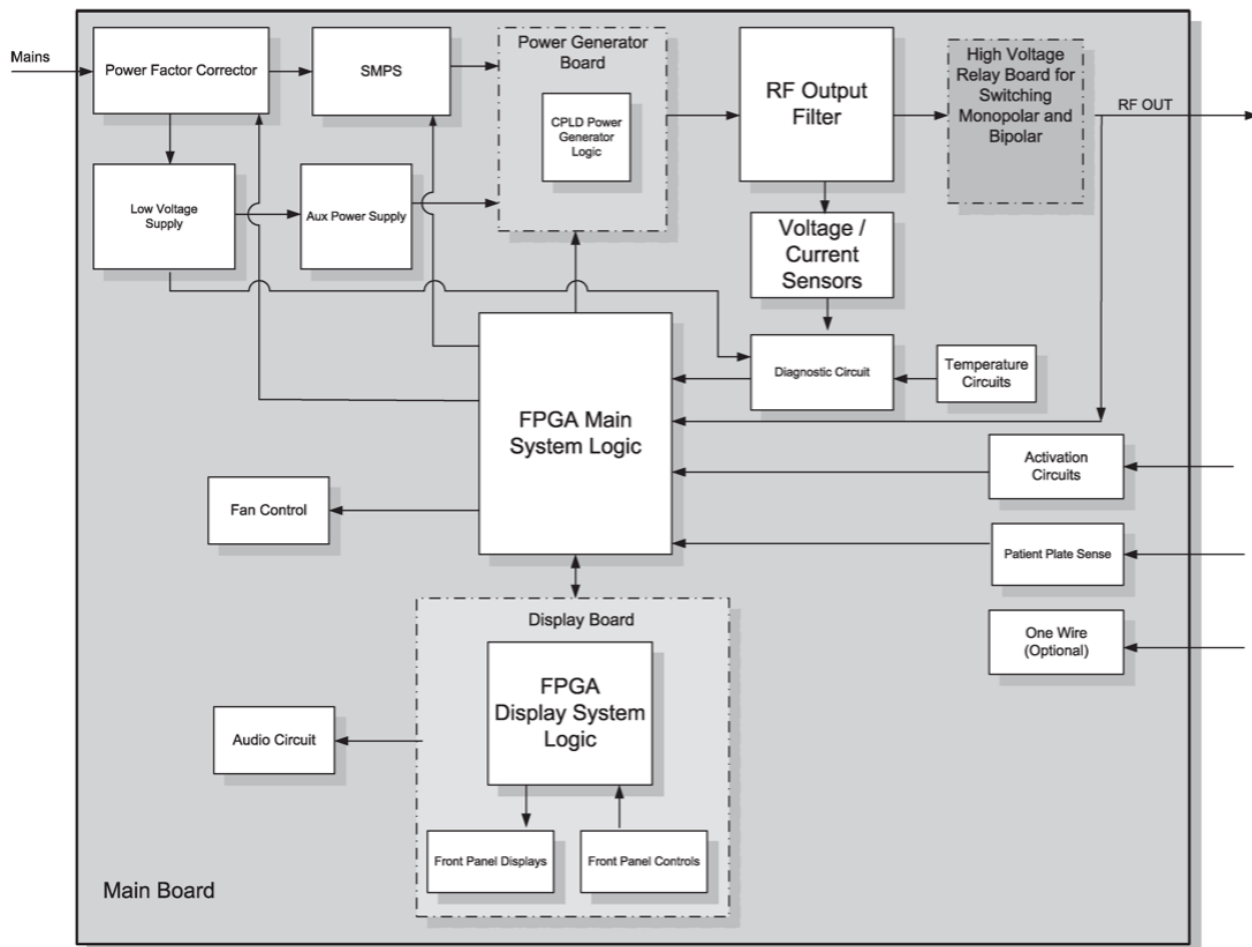 Mains
Power Factor Corrector
SMPS
Power Generator
Board
CPLD Power
Generator
Logic
RF Output
Filter
High Voltage
Relay Board for
Switching
Monopolar and
Bipolar
RF OUT
Low Voltage
Supply
Aux Power Supply
Voltage /
Current
Sensors
Diagnostic Circuit
Temperature
Circuits
FPGA Main
System Logic
Activation
Circuits
Fan Control
Patient Plate Sense
Display Board
One Wire
(Optional)
FPGA
Display System
Logic
Audio Circuit
Front Panel Displays
Front Panel Controls
Main Board